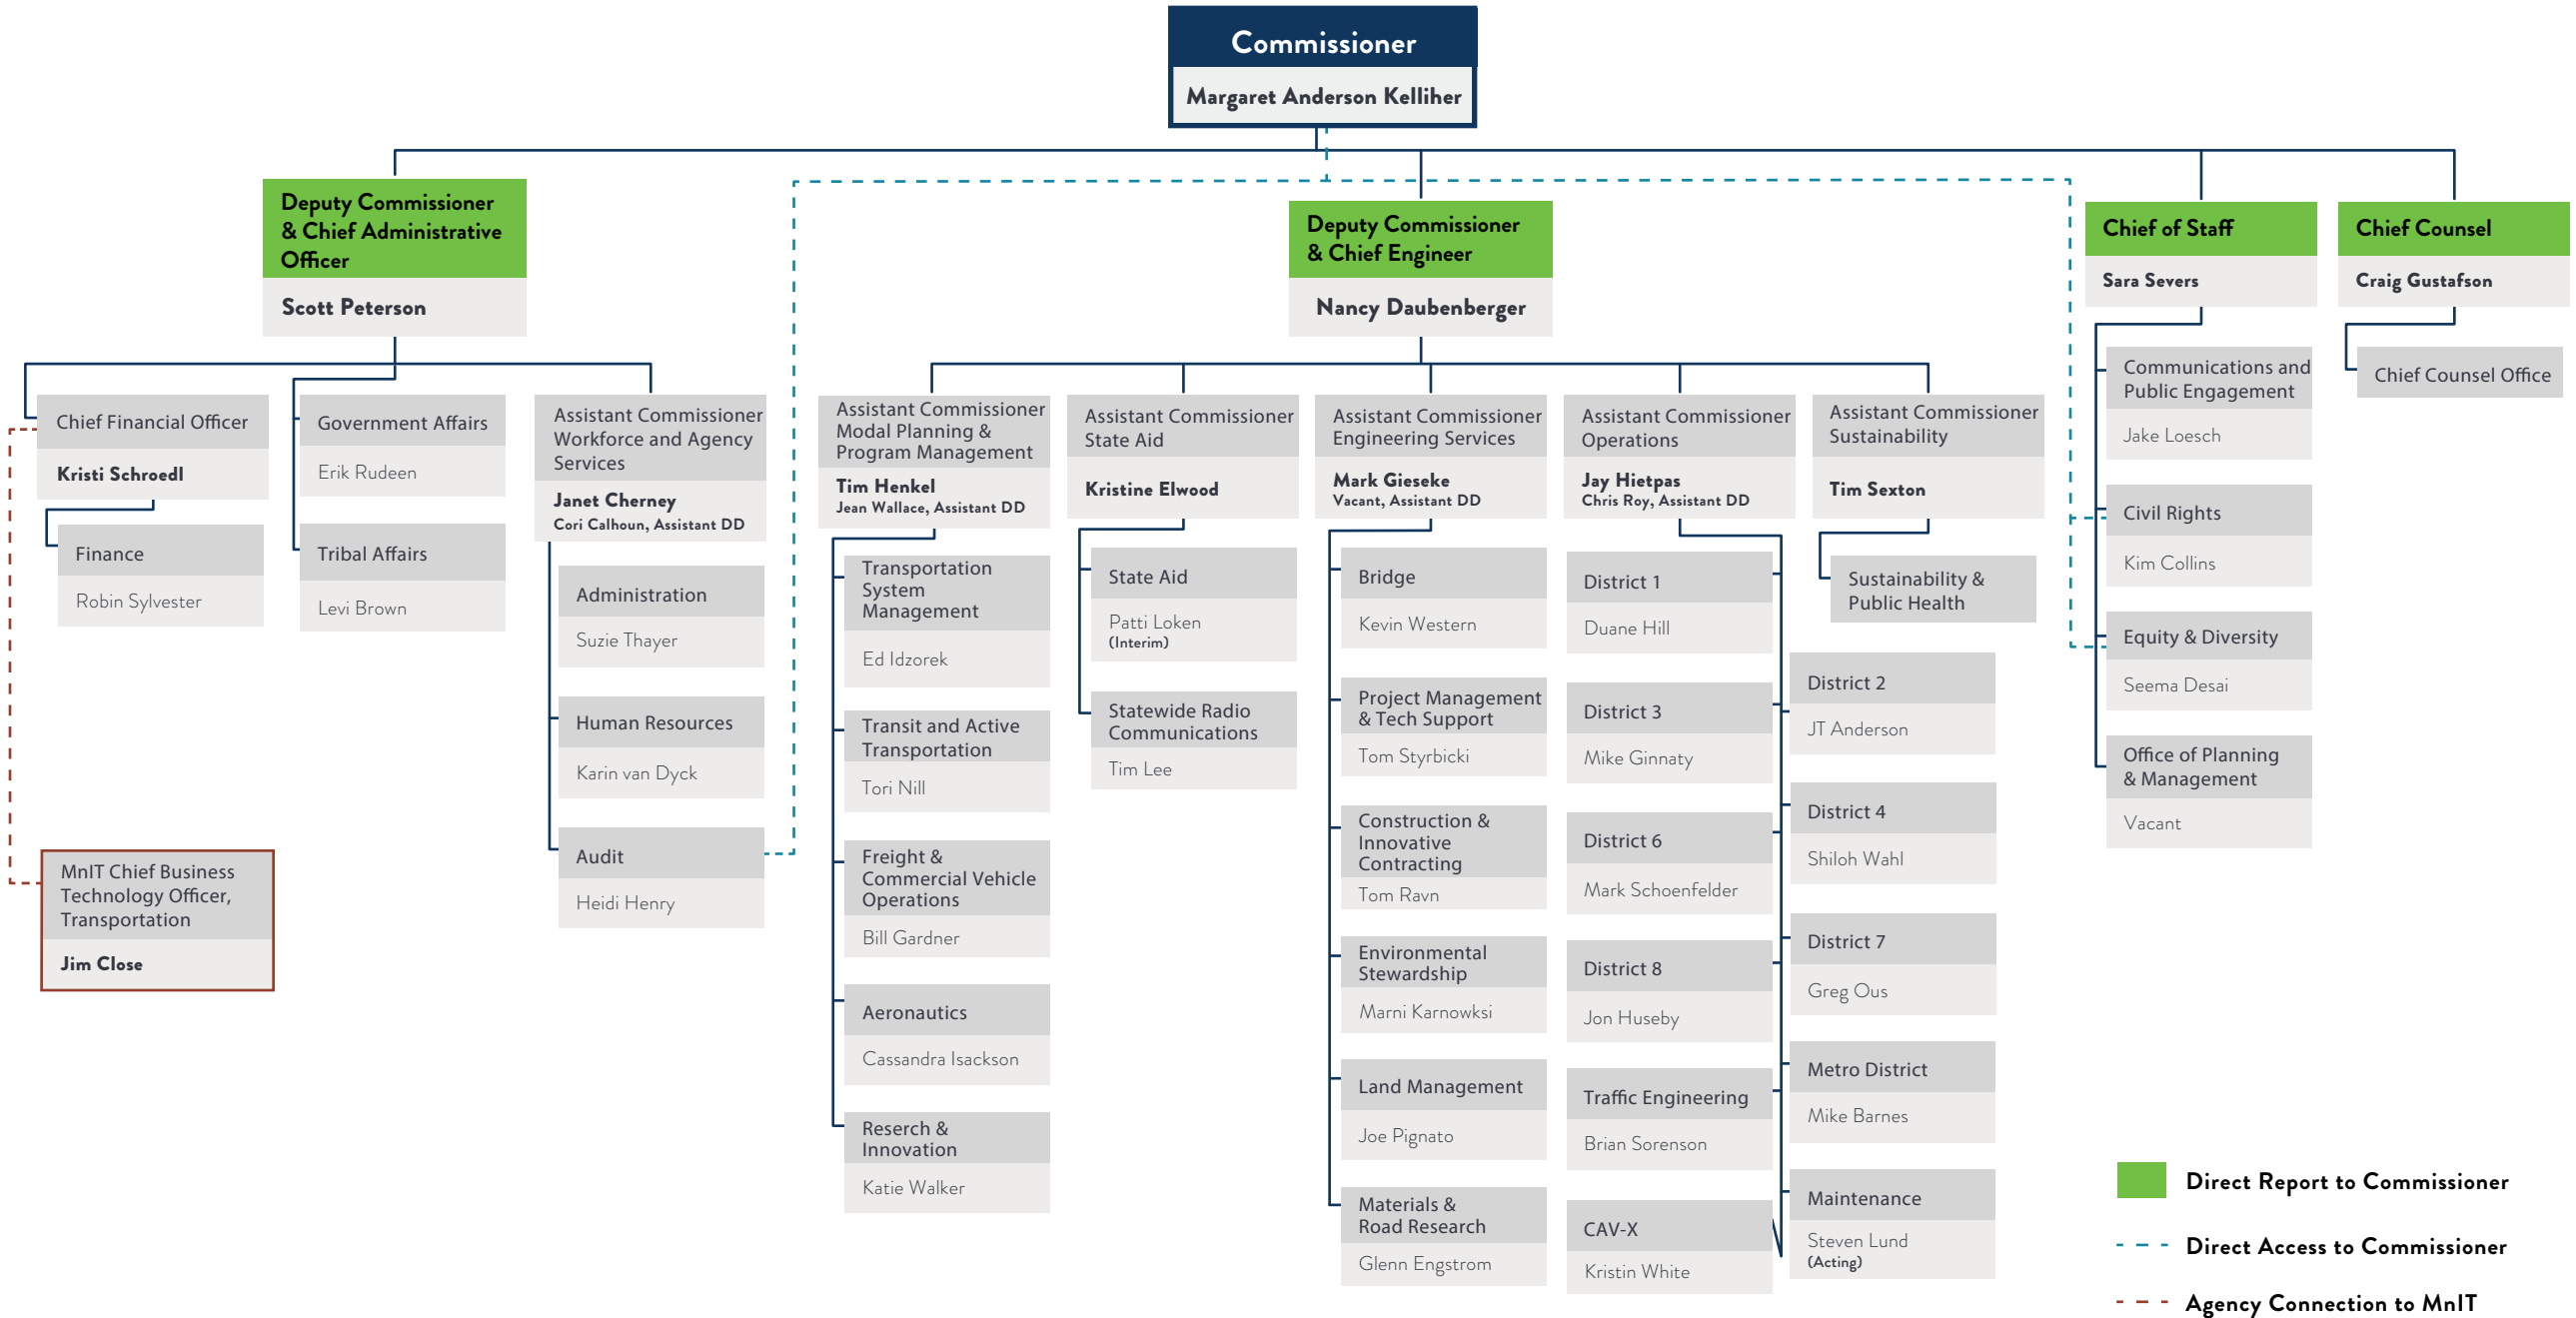 Commissioner
Margaret Anderson Kelliher
Deputy Commissioner
& Chief Administrative
Officer
Scott Peterson
Deputy Commissioner
& Chief Engineer
Nancy Daubenberger
Chief of Staff
Sara Severs
Chief Counsel
Craig Gustafson
Chief Financial Officer
Kristi Schroedl
Finance
Robin Sylvester
MnIT Chief Business
Technology Officer,
Transportation
Jim Close
Government Affairs
Erik Rudeen
Tribal Affairs
Levi Brown
Assistant Commissioner
Workforce and Agency
Services
Janet Cherney
Cori Calhoun, Assistant DD
Administration
Suzie Thayer
Human Resources
Karin van Dyck
Audit
Heidi Henry
Assistant Commissioner
Modal Planning &
Program Management
Tim Henkel
Jean Wallace, Assistant DD
Transportation
System
Management
Ed Idzorek
Transit and Active
Transportation
Tori Nill
Freight &
Commercial Vehicle
Operations
Bill Gardner
Aeronautics
Cassandra Isackson
Reserch &
Innovation
Katie Walker
Assistant Commissioner
State Aid
Kristine Elwood
State Aid
Patti Loken
(Interim)
Statewide Radio
Communications
Tim Lee
Assistant Commissioner
Engineering Services
Mark Gieseke
Vacant, Assistant DD
Bridge
Kevin Western
Project Management
& Tech Support
Tom Styrbicki
Construction &
Innovative
Contracting
Tom Ravn
Environmental
Stewardship
Marni Karnowksi
Land Management
Joe Pignato
Materials &
Road Research
Glenn Engstrom
Assistant Commissioner
Operations
Jay Hietpas
Chris Roy, Assistant DD
District 1
Duane Hill
District 2
JT Anderson
District 3
Mike Ginnaty
District 4
Shiloh Wahl
District 6
Mark Schoenfelder
District 7
Greg Ous
District 8
Jon Huseby
Metro District
Mike Barnes
Traffic Engineering
Brian Sorenson
Maintenance
Steven Lund
(Acting)
CAV-X
Kristin White
Assistant Commissioner
Sustainability
Tim Sexton
Sustainability &
Public Health
Communications and
Public Engagement
Jake Loesch
Civil Rights
Kim Collins
Equity & Diversity
Seema Desai
Office of Planning
& Management
Vacant
Chief Counsel Office
Direct Report to Commissioner
Direct Access to Commissioner
Agency Connection to MnIT